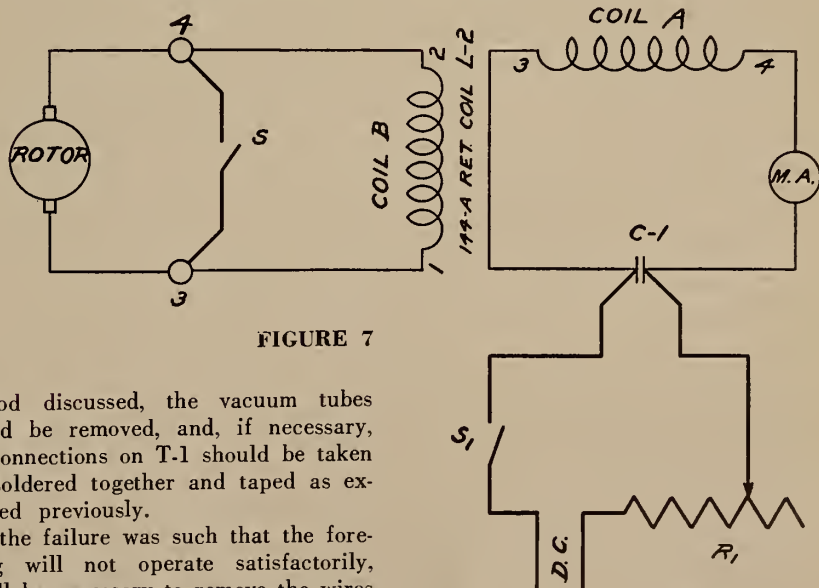 COIL A
4
3
4
2
144-A RET. COIL L-2
COIL B
ROTOR
S
M.A.
C-1
3
1
FIGURE 7
od discussed, the vacuum tubes
d be removed, and, if necessary,
onnections on T-1 should be taken
oldered together and taped as ex-
ed previously.
the failure was such that the fore-
g will not operate satisfactorily,
S1
D.C.
R1